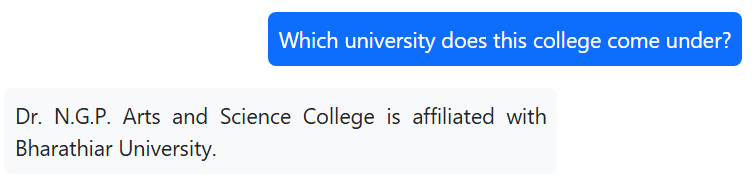 Which university does this college come under?
Dr. N.G.P. Arts and Science College is affiliated with
Bharathiar University.